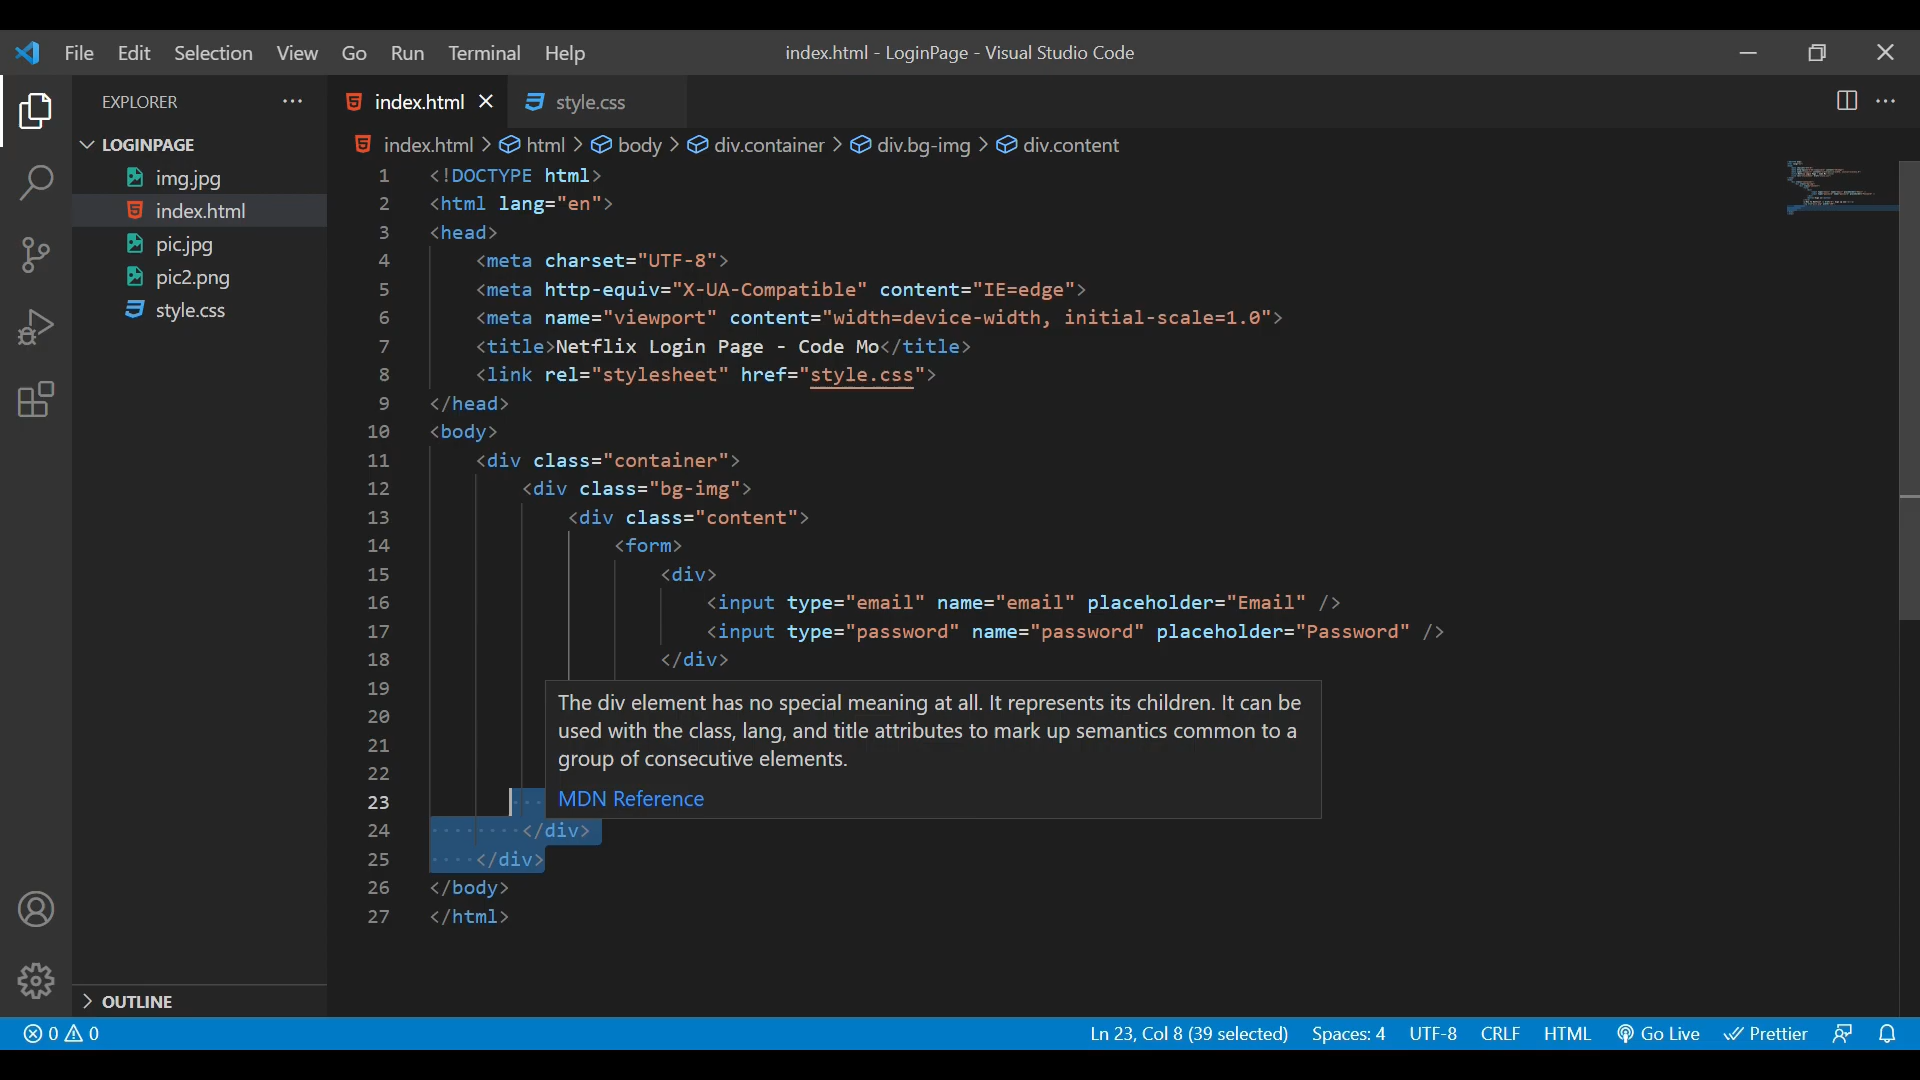 File Edit Selection View Go Run Terminal Help index.html - LoginPage - Visual Studio Code
EXPLORER
LOGINPAGE
img.jpg
index.html
pic.jpg
pic2.png
style.css
OUTLINE
index.html style.css
index.html > html > body > div.container > div.bg-img > div.content
1 <!DOCTYPE html>
2 <html lang="en">
3 <head>
4 <meta charset="UTF-8">
5 <meta http-equiv="X-UA-Compatible" content="IE=edge">
6 <meta name="viewport" content="width=device-width, initial-scale=1.0">
7 <title>Netflix Login Page - Code Mo</title>
8 <link rel="stylesheet" href="style.css">
9 </head>
10 <body>
11 <div class="container">
12 <div class="bg-img">
13 <div class="content">
14 <form>
15 <div>
16 <input type="email" name="email" placeholder="Email" />
17 <input type="password" name="password" placeholder="Password" />
18 </div>
19
20
21
22
23
The div element has no special meaning at all. It represents its children. It can be
used with the class, lang, and title attributes to mark up semantics common to a
group of consecutive elements.
MDN Reference
24 </div>
25 </div>
26 </body>
27 </html>
0 0 Ln 23, Col 8 (39 selected) Spaces: 4 UTF-8 CRLF HTML Go Live Prettier